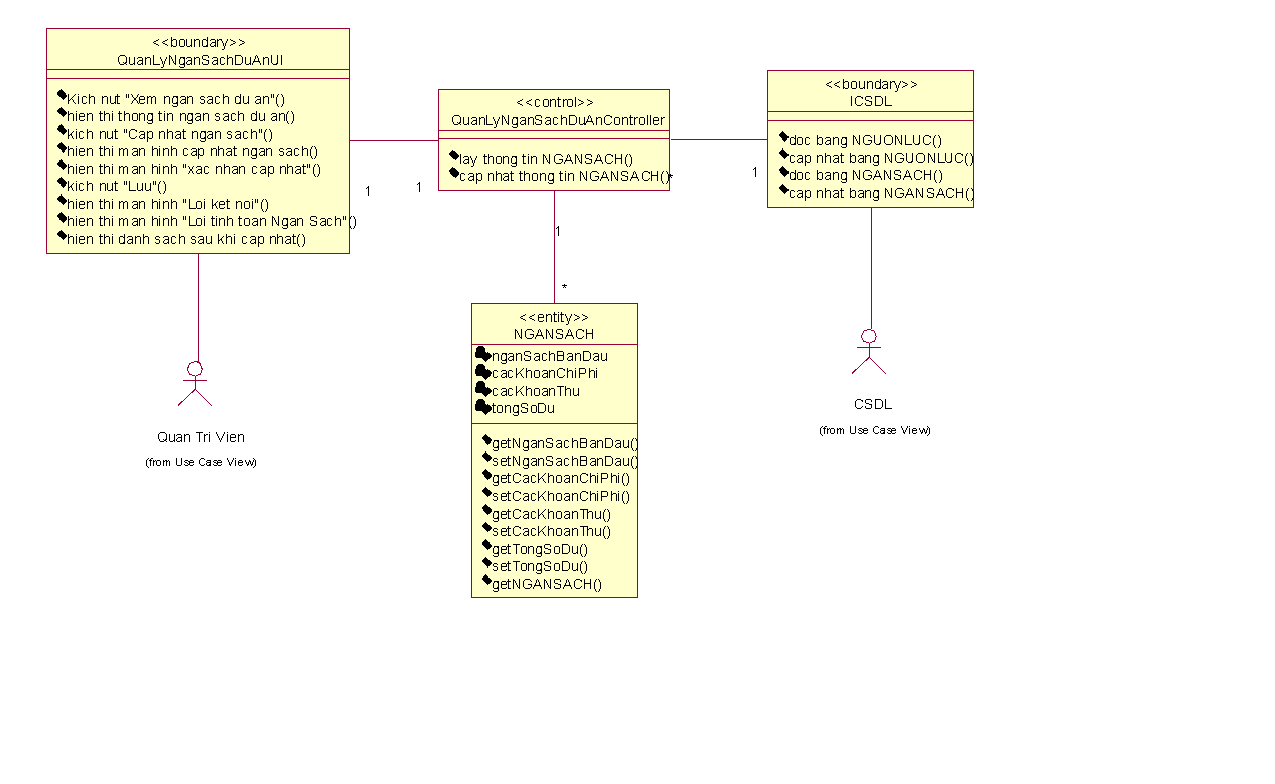 <<boundary>>
QuanLyNganSachDuAnUI
Kich nut "Xem ngan sach du an"()
hien thi thong tin ngan sach du an()
kich nut "Cap nhat ngan sach"()
hien thi man hinh cap nhat ngan sach()
hien thi man hinh "xac nhan cap nhat"()
kich nut "Luu"()
hien thi man hinh "Loi ket noi"()
hien thi man hinh "Loi tinh toan Ngan Sach"()
hien thi danh sach sau khi cap nhat()
1
1
<<control>>
QuanLyNganSachDuAnController
lay thong tin NGANSACH()
cap nhat thong tin NGANSACH()
*
1
<<boundary>>
ICSDL
doc bang NGUONLUC()
cap nhat bang NGUONLUC()
doc bang NGANSACH()
cap nhat bang NGANSACH()
1
*
<<entity>>
NGANSACH
nganSachBanDau
cacKhoanChiPhi
cacKhoanThu
tongSoDu
getNganSachBanDau()
setNganSachBanDau()
getCacKhoanChiPhi()
setCacKhoanChiPhi()
getCacKhoanThu()
setCacKhoanThu()
getTongSoDu()
setTongSoDu()
getNGANSACH()
Quan Tri Vien
(from Use Case View)
CSDL
(from Use Case View)